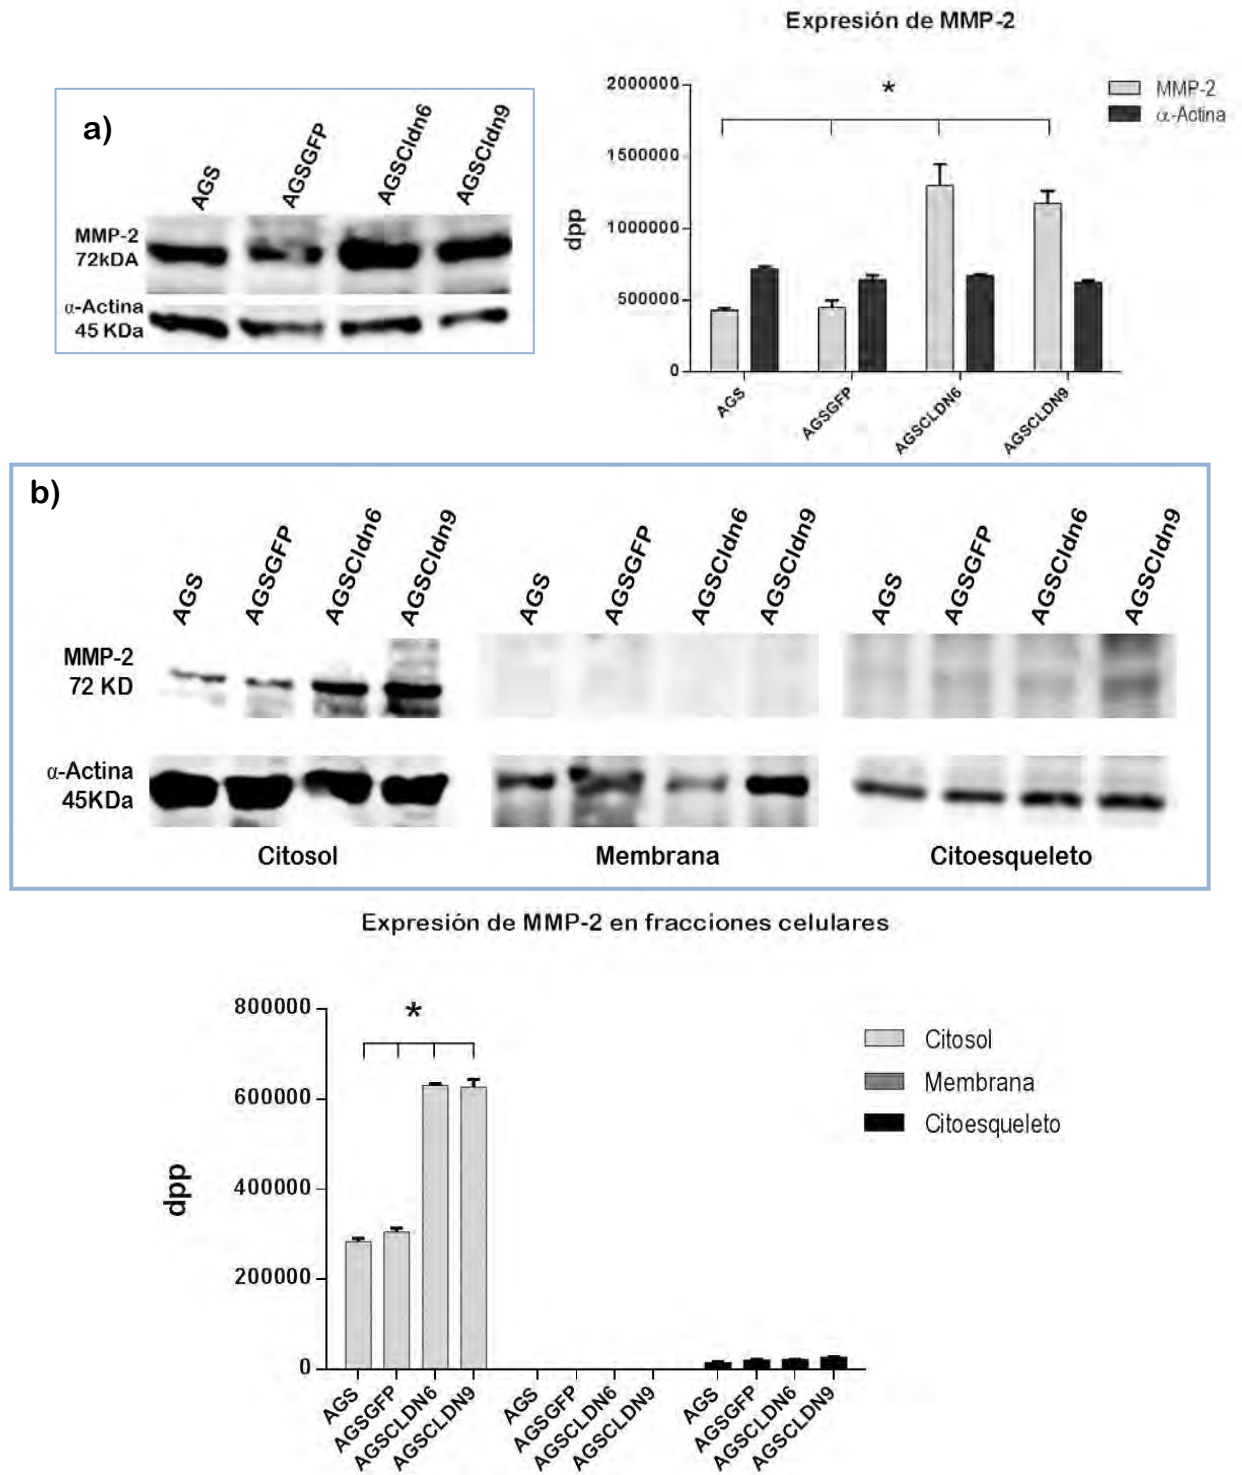 Expresión de MMP-2
a)
AGS
AGSGFP
AGSCldn6
AGSCldn9
MMP-2
72kDA
α-Actina
45 KDa
2000000
1500000
1000000
500000
0
dpp
*
MMP-2
α-Actina
AGS
AGSGFP
AGSCLDN6
AGSCLDN9
b)
AGS
AGSGFP
AGSCldn6
AGSCldn9
AGS
AGSGFP
AGSCldn6
AGSCldn9
AGS
AGSGFP
AGSCldn6
AGSCldn9
MMP-2
72 KD
α-Actina
45KDa
Citosol
Membrana
Citoesqueleto
Expresión de MMP-2 en fracciones celulares
800000
600000
400000
200000
0
dpp
*
Citosol
Membrana
Citoesqueleto
AGS
AGSGFP
AGSCLDN6
AGSCLDN9
AGS
AGSGFP
AGSCLDN6
AGSCLDN9
AGS
AGSGFP
AGSCLDN6
AGSCLDN9